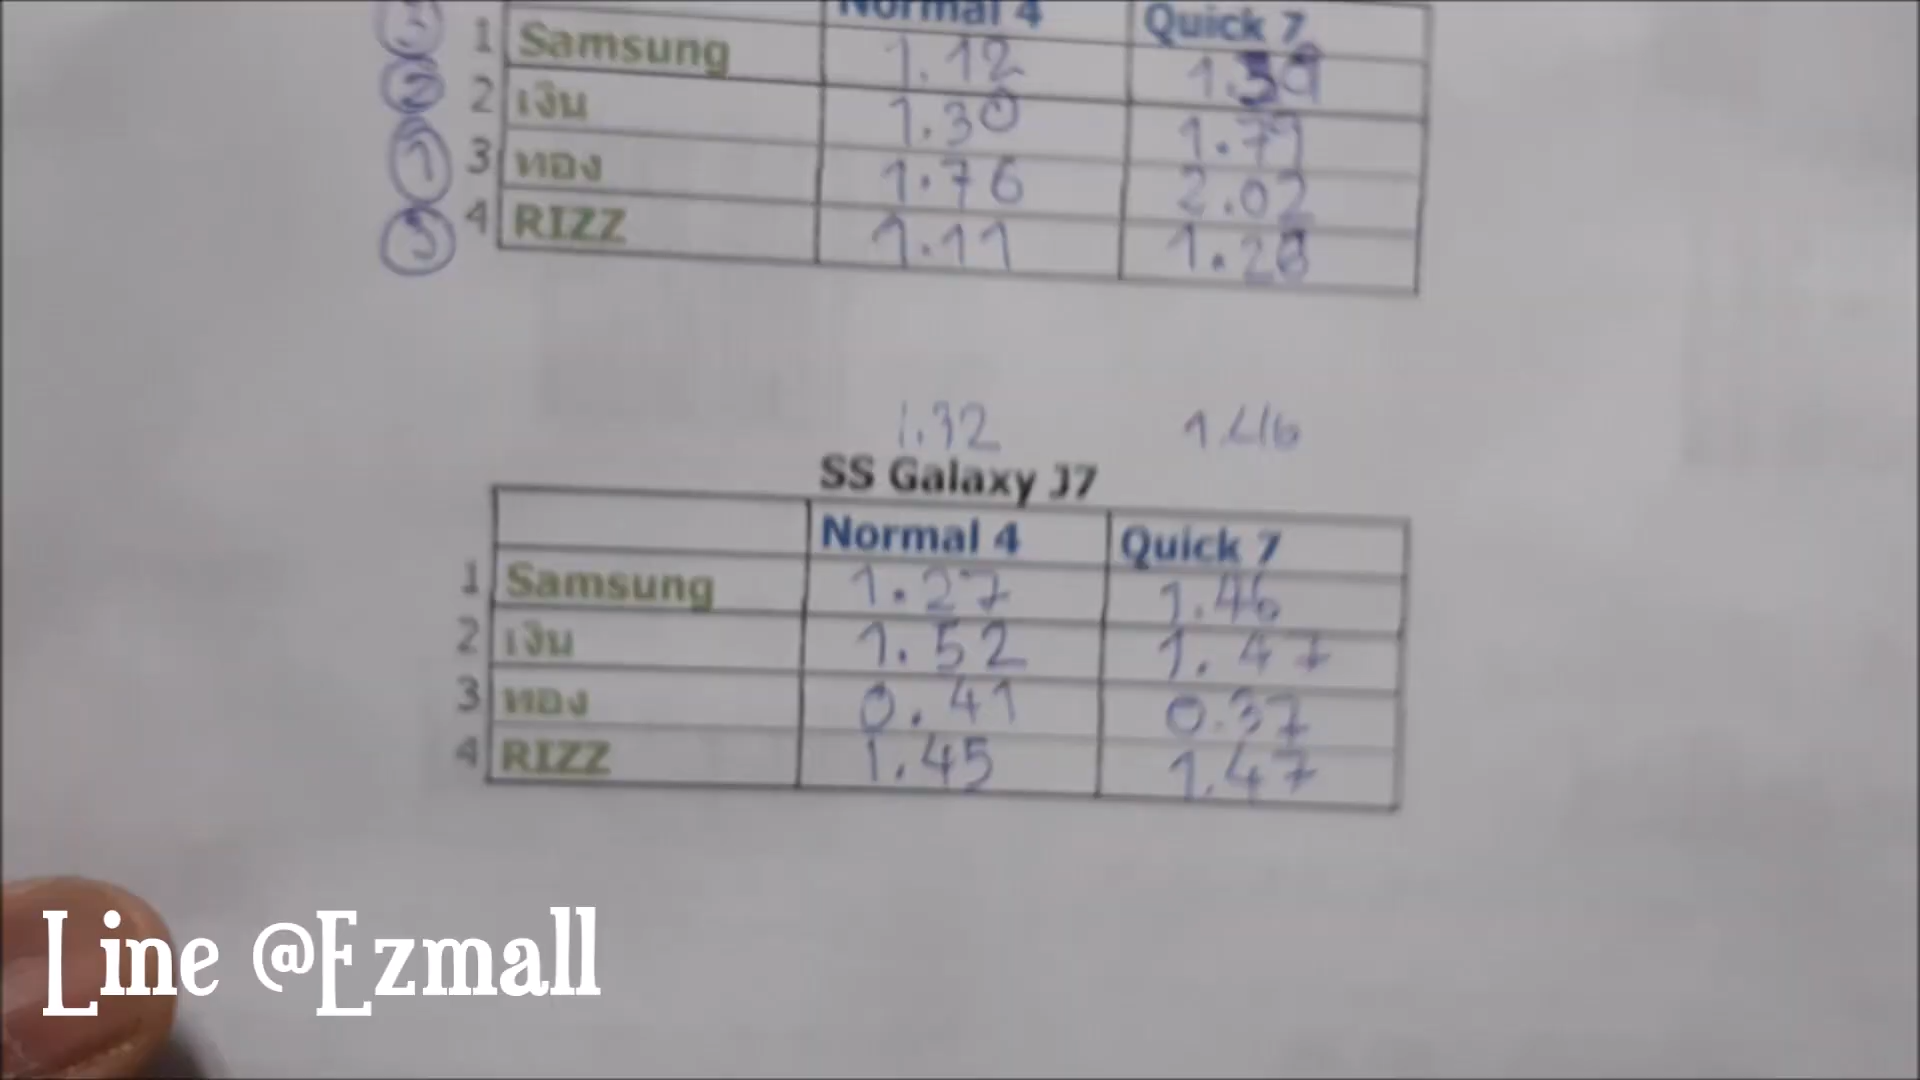 Normal 4 Quick 7
1 Samsung 1.12 1.39
2 เงิน 1.30 1.71
3 ทอง 1.76 2.02
4 RIZZ 1.11 1.28
1.32 1.46
SS Galaxy J7
Normal 4 Quick 7
1 Samsung 1.27 1.46
2 เงิน 1.52 1.47
3 ทอง 0.41 0.37
4 RIZZ 1.45 1.47
Line @Ezmall